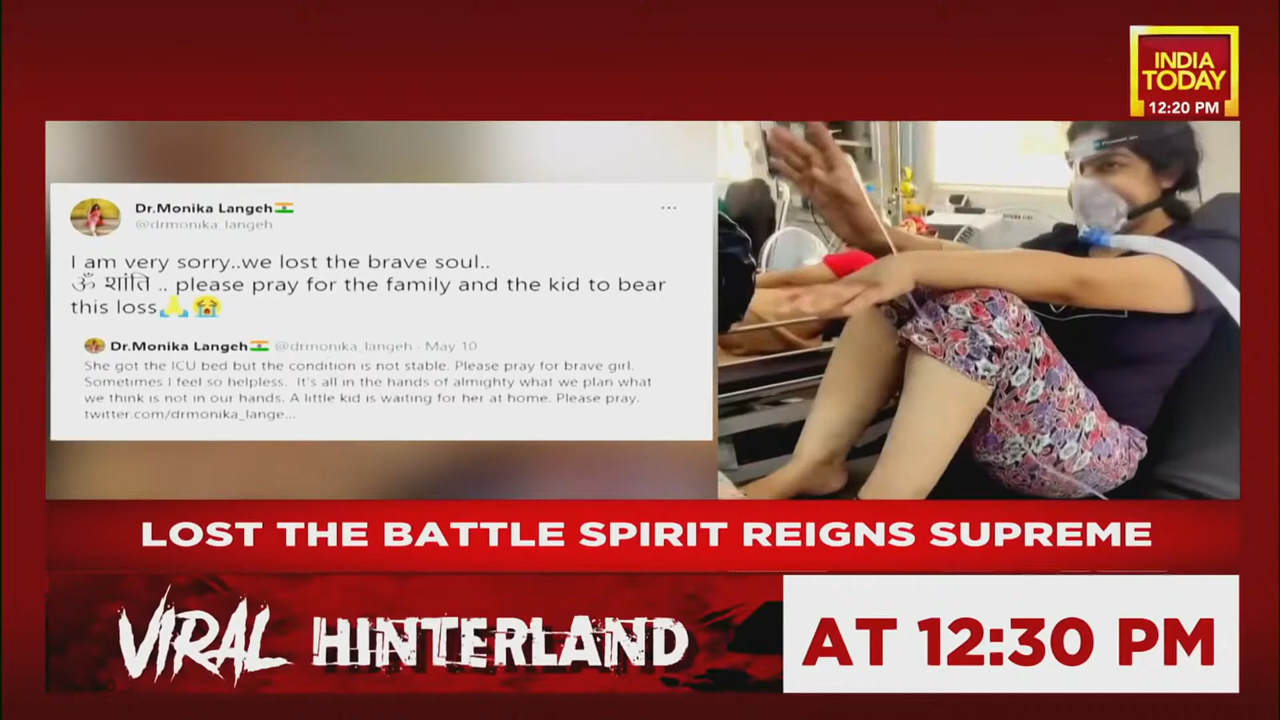 INDIA
TODAY
12:20 PM
Dr.Monika Langeh🇮🇳
@drmonika_langeh
I am very sorry..we lost the brave soul..
ॐ शांति .. please pray for the family and the kid to bear
this loss🙏😭
Dr.Monika Langeh🇮🇳 @drmonika_langeh · May 10
She got the ICU bed but the condition is not stable. Please pray for brave girl.
Sometimes I feel so helpless. It's all in the hands of almighty what we plan what
we think is not in our hands. A little kid is waiting for her at home. Please pray.
twitter.com/drmonika_lange...
LOST THE BATTLE SPIRIT REIGNS SUPREME
VIRAL HINTERLAND
AT 12:30 PM